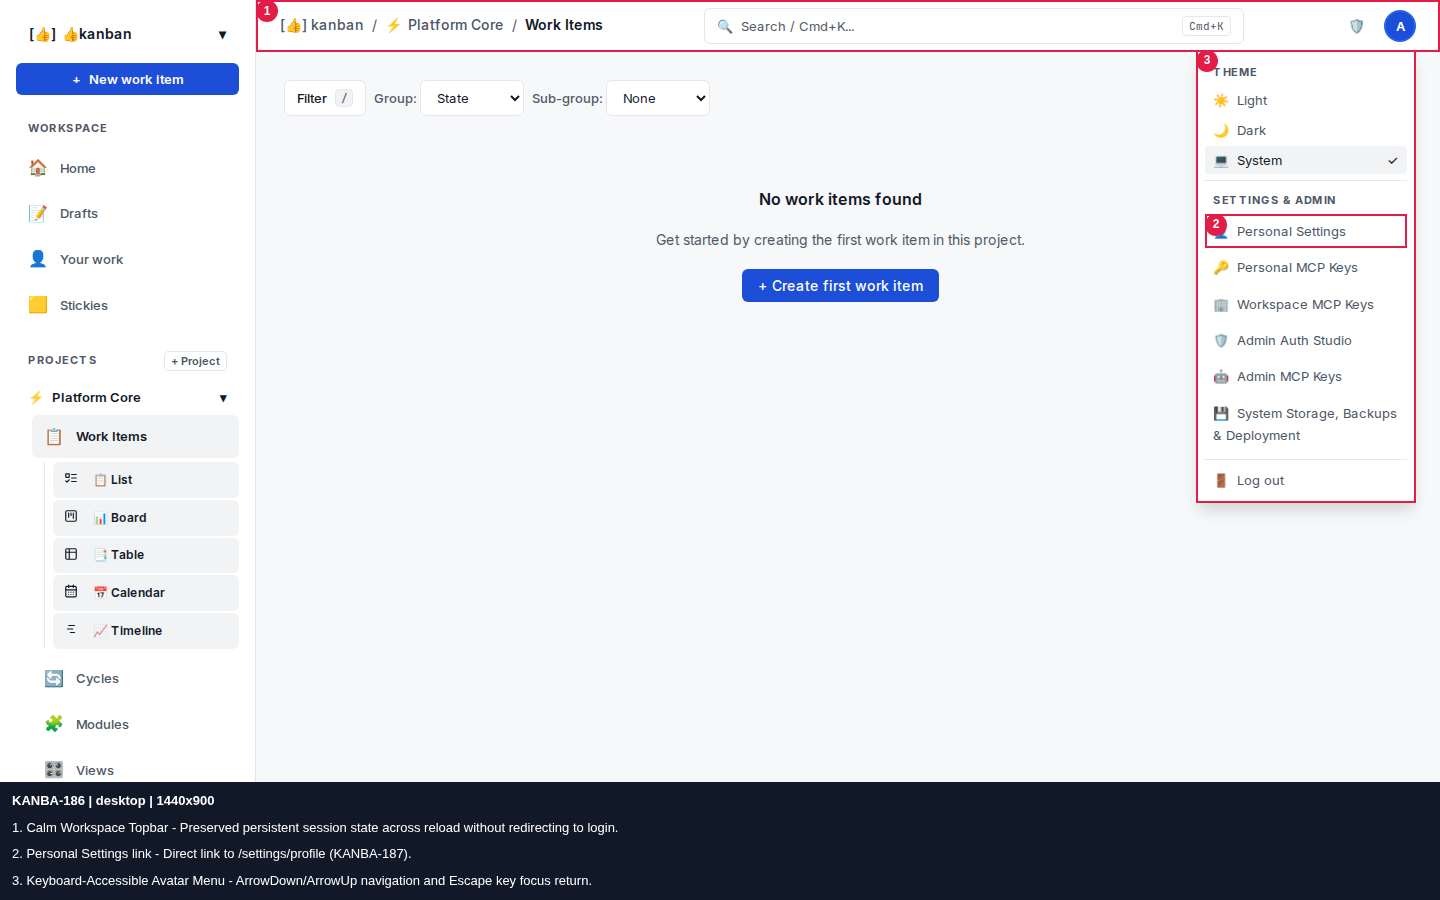 [👍] 👍kanban ▾
+ New work item
WORKSPACE
🏠 Home
📝 Drafts
👤 Your work
🟨 Stickies
PROJECTS + Project
⚡ Platform Core ▾
📋 Work Items
📋 List
📊 Board
📑 Table
📅 Calendar
📈 Timeline
🔄 Cycles
🧩 Modules
🎛️ Views
1
[👍] kanban / ⚡ Platform Core / Work Items
🔍 Search / Cmd+K... Cmd+K
🛡️ A
Filter / Group: State Sub-group: None
No work items found
Get started by creating the first work item in this project.
+ Create first work item
3
THEME
☀️ Light
🌙 Dark
💻 System ✓
SETTINGS & ADMIN
2
👤 Personal Settings
🔑 Personal MCP Keys
🏢 Workspace MCP Keys
🛡️ Admin Auth Studio
🤖 Admin MCP Keys
💾 System Storage, Backups
& Deployment
🚪 Log out
KANBA-186 | desktop | 1440x900
1. Calm Workspace Topbar - Preserved persistent session state across reload without redirecting to login.
2. Personal Settings link - Direct link to /settings/profile (KANBA-187).
3. Keyboard-Accessible Avatar Menu - ArrowDown/ArrowUp navigation and Escape key focus return.